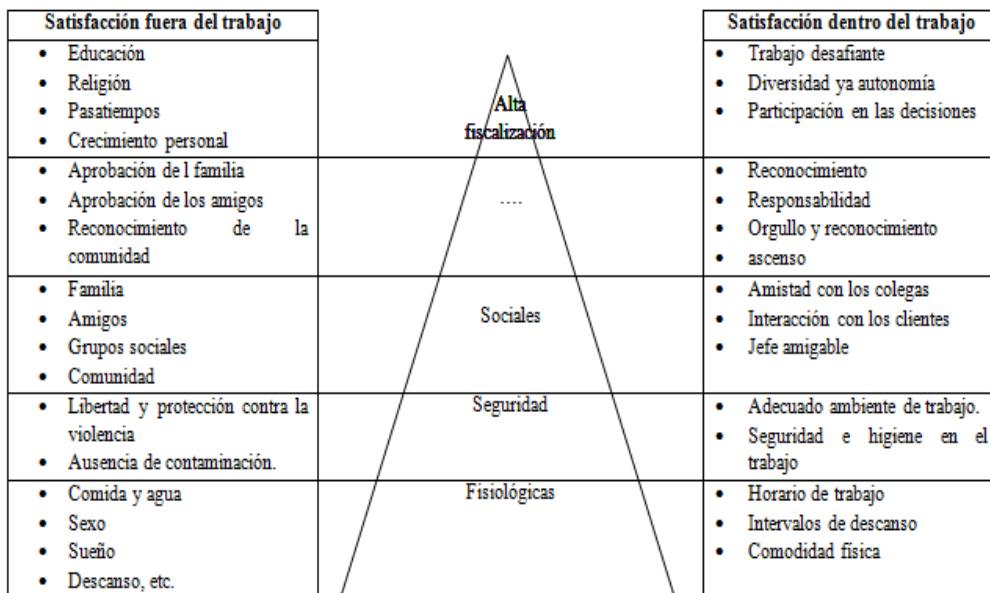 Satisfacción fuera del trabajo
• Educación
• Religión
• Pasatiempos
• Crecimiento personal
Alta
fiscalización
Satisfacción dentro del trabajo
• Trabajo desafiante
• Diversidad ya autonomía
• Participación en las decisiones
• Aprobación de l familia
• Aprobación de los amigos
• Reconocimiento de la
comunidad
....
• Reconocimiento
• Responsabilidad
• Orgullo y reconocimiento
• ascenso
• Familia
• Amigos
• Grupos sociales
• Comunidad
Sociales
• Amistad con los colegas
• Interacción con los clientes
• Jefe amigable
• Libertad y protección contra la
violencia
• Ausencia de contaminación.
Seguridad
• Adecuado ambiente de trabajo.
• Seguridad e higiene en el
trabajo
• Comida y agua
• Sexo
• Sueño
• Descanso, etc.
Fisiológicas
• Horario de trabajo
• Intervalos de descanso
• Comodidad física